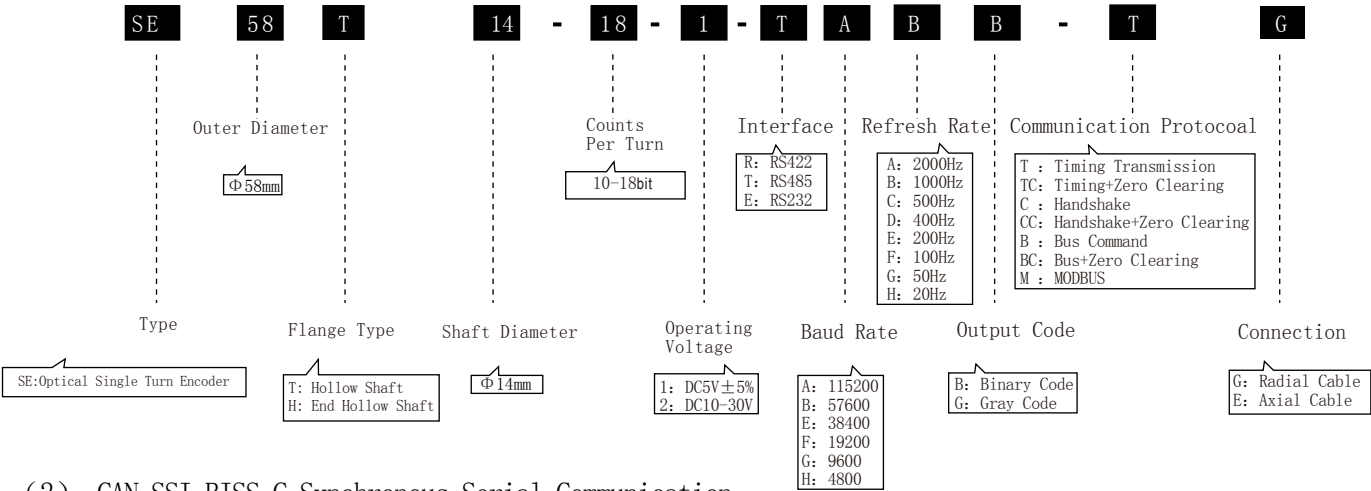 SE 58 T 14 - 18 - 1 - T A B B - T G
Outer Diameter
Φ58mm
Counts
Per Turn
10-18bit
Interface
R: RS422
T: RS485
E: RS232
Refresh Rate
A: 2000Hz
B: 1000Hz
C: 500Hz
D: 400Hz
E: 200Hz
F: 100Hz
G: 50Hz
H: 20Hz
Communication Protocoal
T : Timing Transmission
TC: Timing+Zero Clearing
C : Handshake
CC: Handshake+Zero Clearing
B : Bus Command
BC: Bus+Zero Clearing
M : MODBUS
Type
SE:Optical Single Turn Encoder
Flange Type
T: Hollow Shaft
H: End Hollow Shaft
Shaft Diameter
Φ14mm
Operating
Voltage
1: DC5V±5%
2: DC10-30V
Baud Rate
A: 115200
B: 57600
E: 38400
F: 19200
G: 9600
H: 4800
Output Code
B: Binary Code
G: Gray Code
Connection
G: Radial Cable
E: Axial Cable